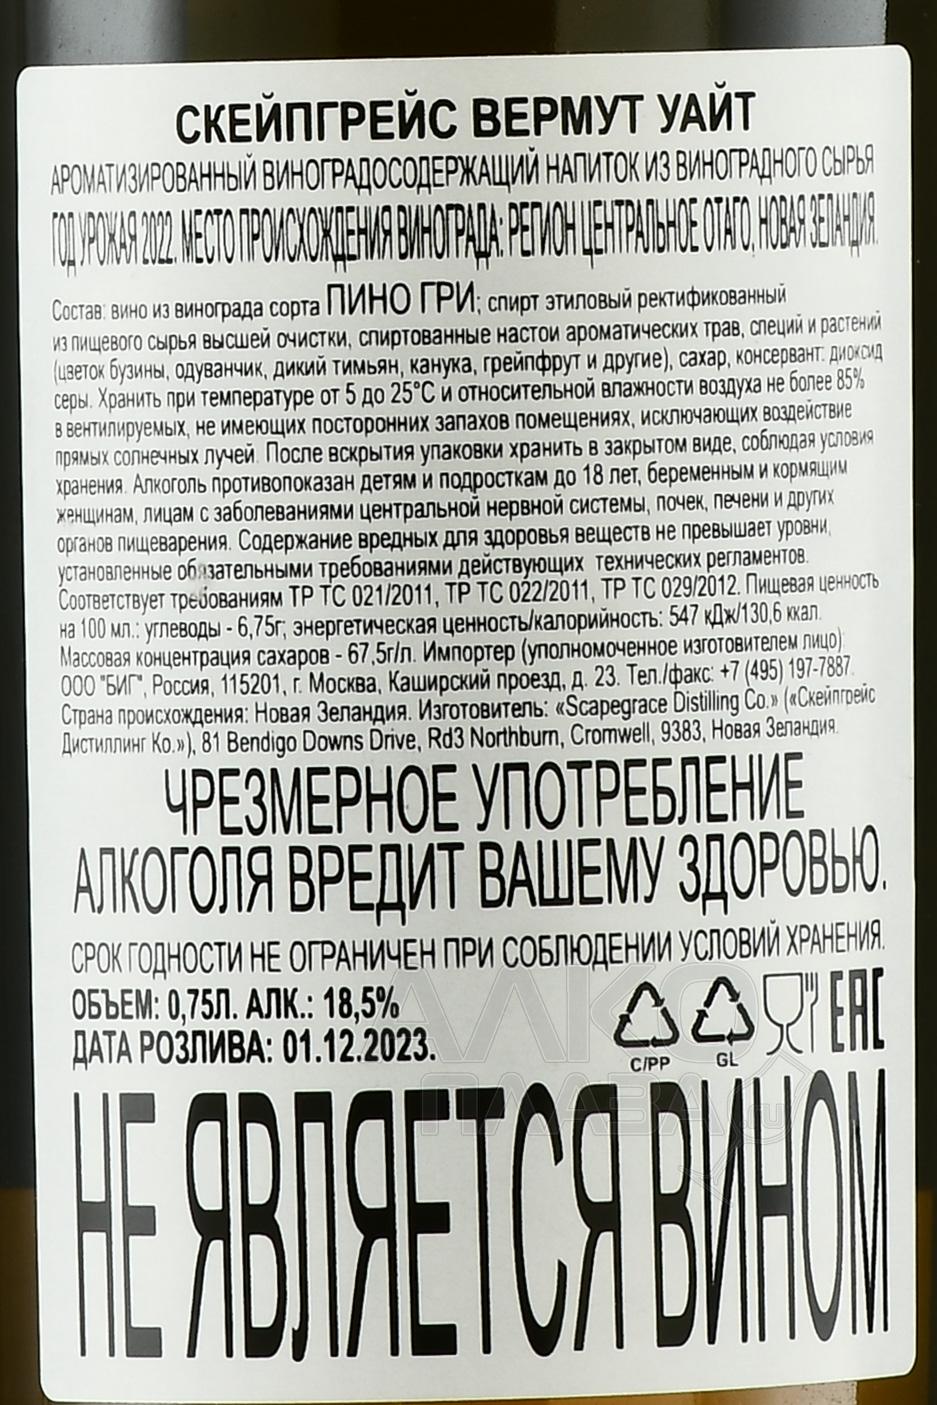 СКЕЙПГРЕЙС ВЕРМУТ УАЙТ
АРОМАТИЗИРОВАННЫЙ ВИНОГРАДОСОДЕРЖАЩИЙ НАПИТОК ИЗ ВИНОГРАДНОГО СЫРЬЯ
ГОД УРОЖАЯ 2022. МЕСТО ПРОИСХОЖДЕНИЯ ВИНОГРАДА: РЕГИОН ЦЕНТРАЛЬНОЕ ОТАГО, НОВАЯ ЗЕЛАНДИЯ.
Состав: вино из винограда сорта ПИНО ГРИ; спирт этиловый ректификованный
из пищевого сырья высшей очистки, спиртованные настои ароматических трав, специй и растений
(цветок бузины, одуванчик, дикий тимьян, канука, грейпфрут и другие), сахар, консервант: диоксид
серы. Хранить при температуре от 5 до 25°С и относительной влажности воздуха не более 85%
в вентилируемых, не имеющих посторонних запахов помещениях, исключающих воздействие
прямых солнечных лучей. После вскрытия упаковки хранить в закрытом виде, соблюдая условия
хранения. Алкоголь противопоказан детям и подросткам до 18 лет, беременным и кормящим
женщинам, лицам с заболеваниями центральной нервной системы, почек, печени и других
органов пищеварения. Содержание вредных для здоровья веществ не превышает уровни,
установленные обязательными требованиями действующих технических регламентов.
Соответствует требованиям ТР ТС 021/2011, ТР ТС 022/2011, ТР ТС 029/2012. Пищевая ценность
на 100 мл.: углеводы - 6,75г; энергетическая ценность/калорийность: 547 кДж/130,6 ккал.
Массовая концентрация сахаров - 67,5г/л. Импортер (уполномоченное изготовителем лицо):
ООО "БИГ", Россия, 115201, г. Москва, Каширский проезд, д. 23. Тел./факс: +7 (495) 197-7887.
Страна происхождения: Новая Зеландия. Изготовитель: «Scapegrace Distilling Co.» («Скейпгрейс
Дистиллинг Ко.»), 81 Bendigo Downs Drive, Rd3 Northburn, Cromwell, 9383, Новая Зеландия.
ЧРЕЗМЕРНОЕ УПОТРЕБЛЕНИЕ
АЛКОГОЛЯ ВРЕДИТ ВАШЕМУ ЗДОРОВЬЮ.
СРОК ГОДНОСТИ НЕ ОГРАНИЧЕН ПРИ СОБЛЮДЕНИИ УСЛОВИЙ ХРАНЕНИЯ.
ОБЪЕМ: 0,75Л. АЛК.: 18,5%
ДАТА РОЗЛИВА: 01.12.2023.
C/PP GL EAC
НЕ ЯВЛЯЕТСЯ ВИНОМ
АЛКО
ПЛАЗА.ru